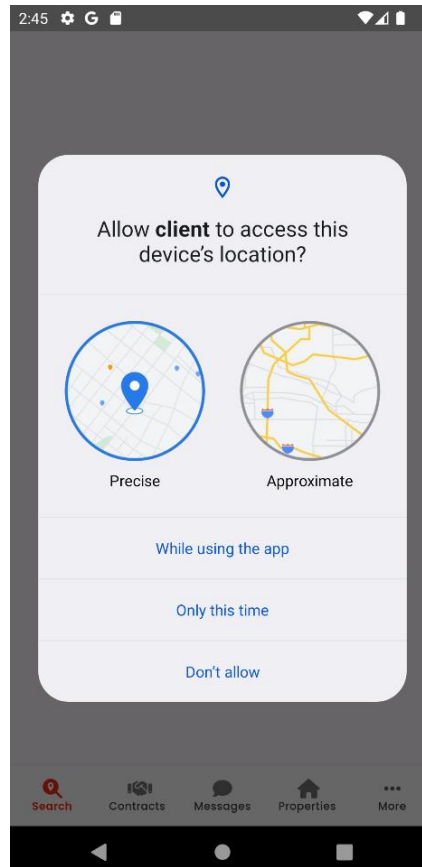 2:45 G
Allow client to access this
device's location?
Precise
Approximate
While using the app
Only this time
Don't allow
Search
Contracts
Messages
Properties
More